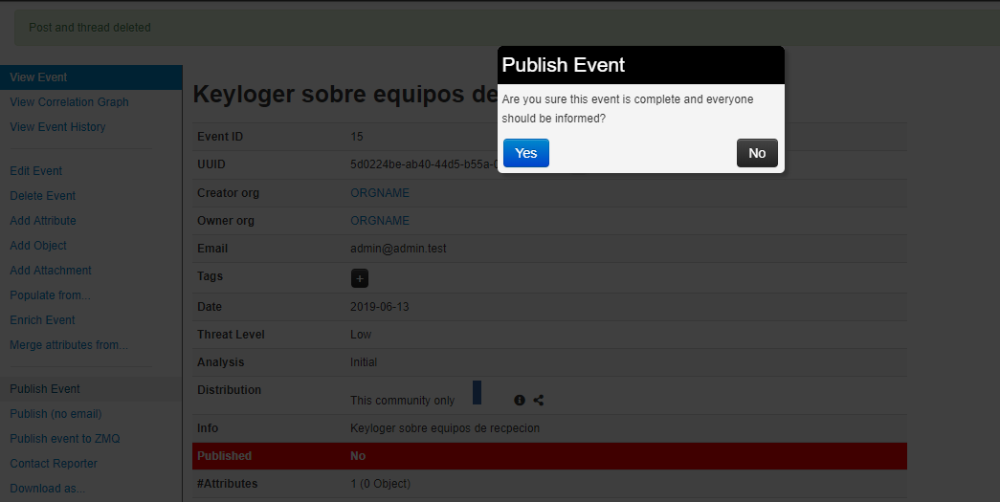 Post and thread deleted
Publish Event
Are you sure this event is complete and everyone
should be informed?
Yes
No
View Event
View Correlation Graph
View Event History
Edit Event
Delete Event
Add Attribute
Add Object
Add Attachment
Populate from...
Enrich Event
Merge attributes from...
Publish Event
Publish (no email)
Publish event to ZMQ
Contact Reporter
Download as...
Keyloger sobre equipos de
Event ID 15
UUID 5d0224be-ab40-44d5-b55a-
Creator org ORGNAME
Owner org ORGNAME
Email admin@admin.test
Tags +
Date 2019-06-13
Threat Level Low
Analysis Initial
Distribution This community only
Info Keyloger sobre equipos de recpecion
Published No
#Attributes 1 (0 Object)